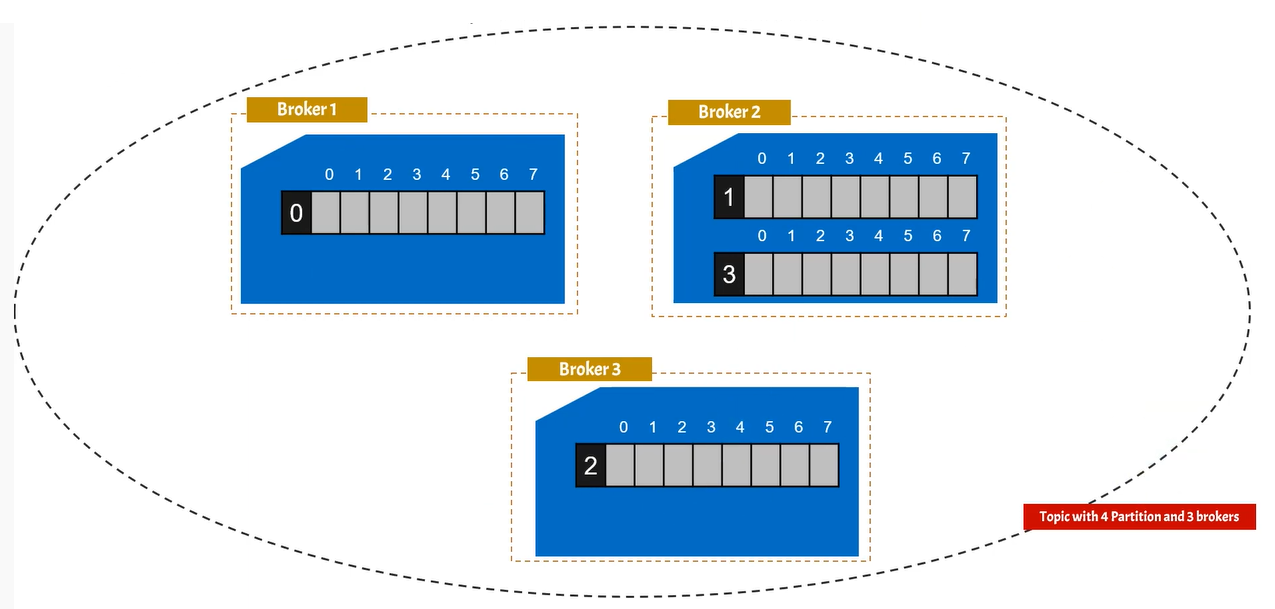 Broker 1
0 1 2 3 4 5 6 7
0
Broker 2
0 1 2 3 4 5 6 7
1
0 1 2 3 4 5 6 7
3
Broker 3
0 1 2 3 4 5 6 7
2
Topic with 4 Partition and 3 brokers